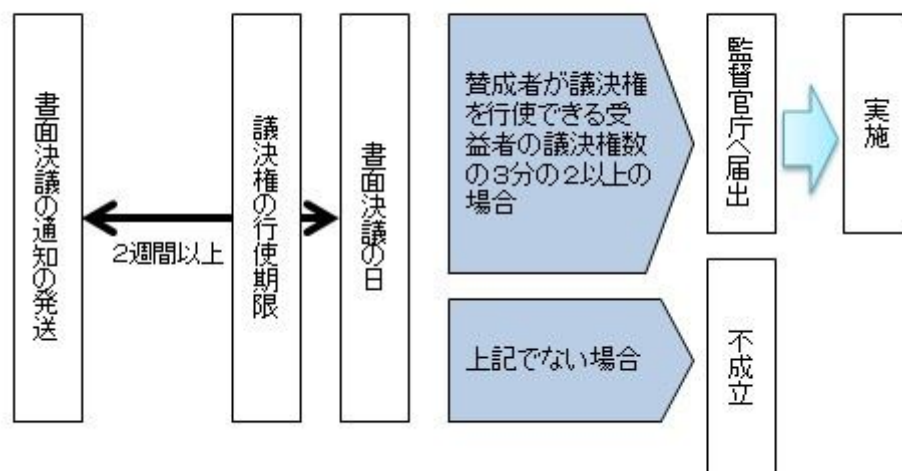 書面決議の通知の発送
2週間以上
議決権の行使期限
書面決議の日
賛成者が議決権
を行使できる受
益者の議決権数
の3分の2以上の
場合
監督官庁へ届出
実施
上記でない場合
不成立